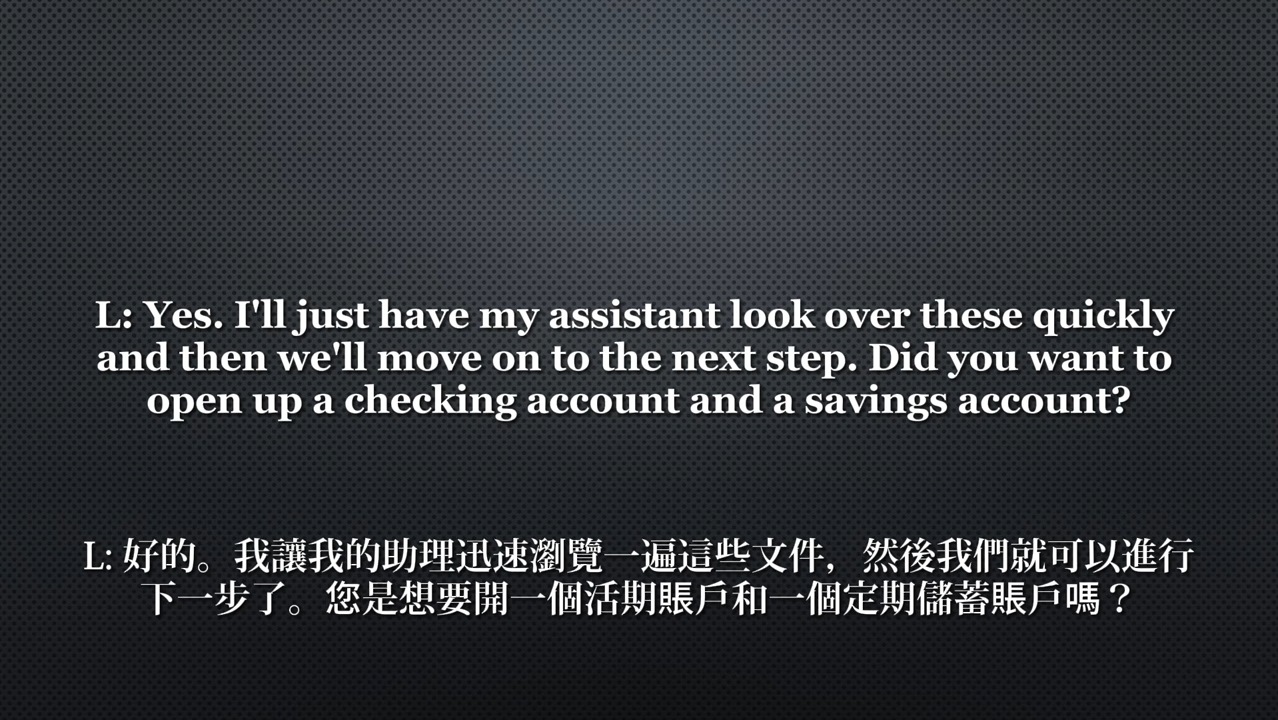 L: Yes. I'll just have my assistant look over these quickly
and then we'll move on to the next step. Did you want to
open up a checking account and a savings account?
L: 好的。我讓我的助理迅速瀏覽一遍這些文件，然後我們就可以進行
下一步了。您是想要開一個活期賬戶和一個定期儲蓄賬戶嗎？